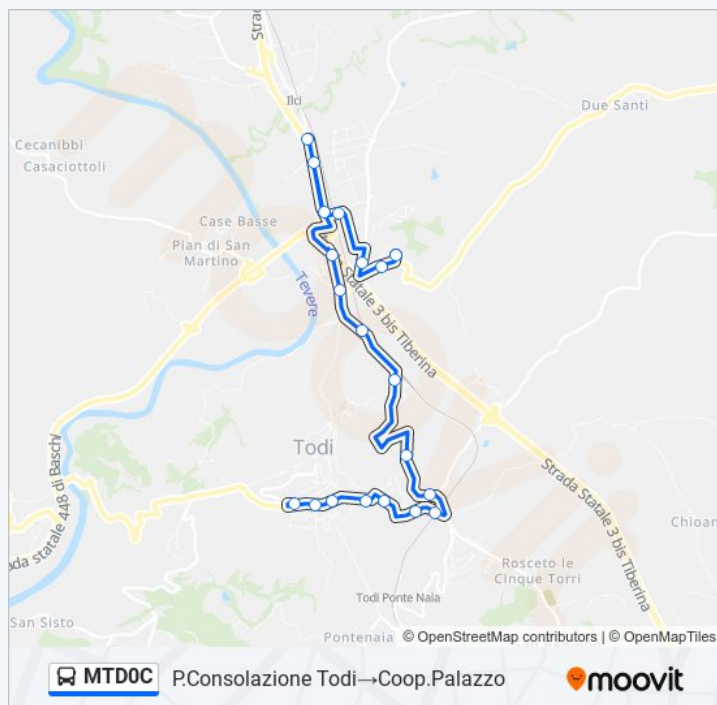 Strad
Ilci
Due Santi
Cecanibbi
Casaciottoli
Case Basse
Pian di San
Martino
Tevere
Statale 3 bis Tiberina
Todi
Strada Statale 3 bis Tiberina
ada statale 448 di Baschi
Chioan
Rosceto le
Cinque Torri
Todi Ponte Naia
San Sisto
Pontenaia
© OpenStreetMap contributors | © OpenMapTiles
MTD0C
P.Consolazione Todi→Coop.Palazzo
moovit